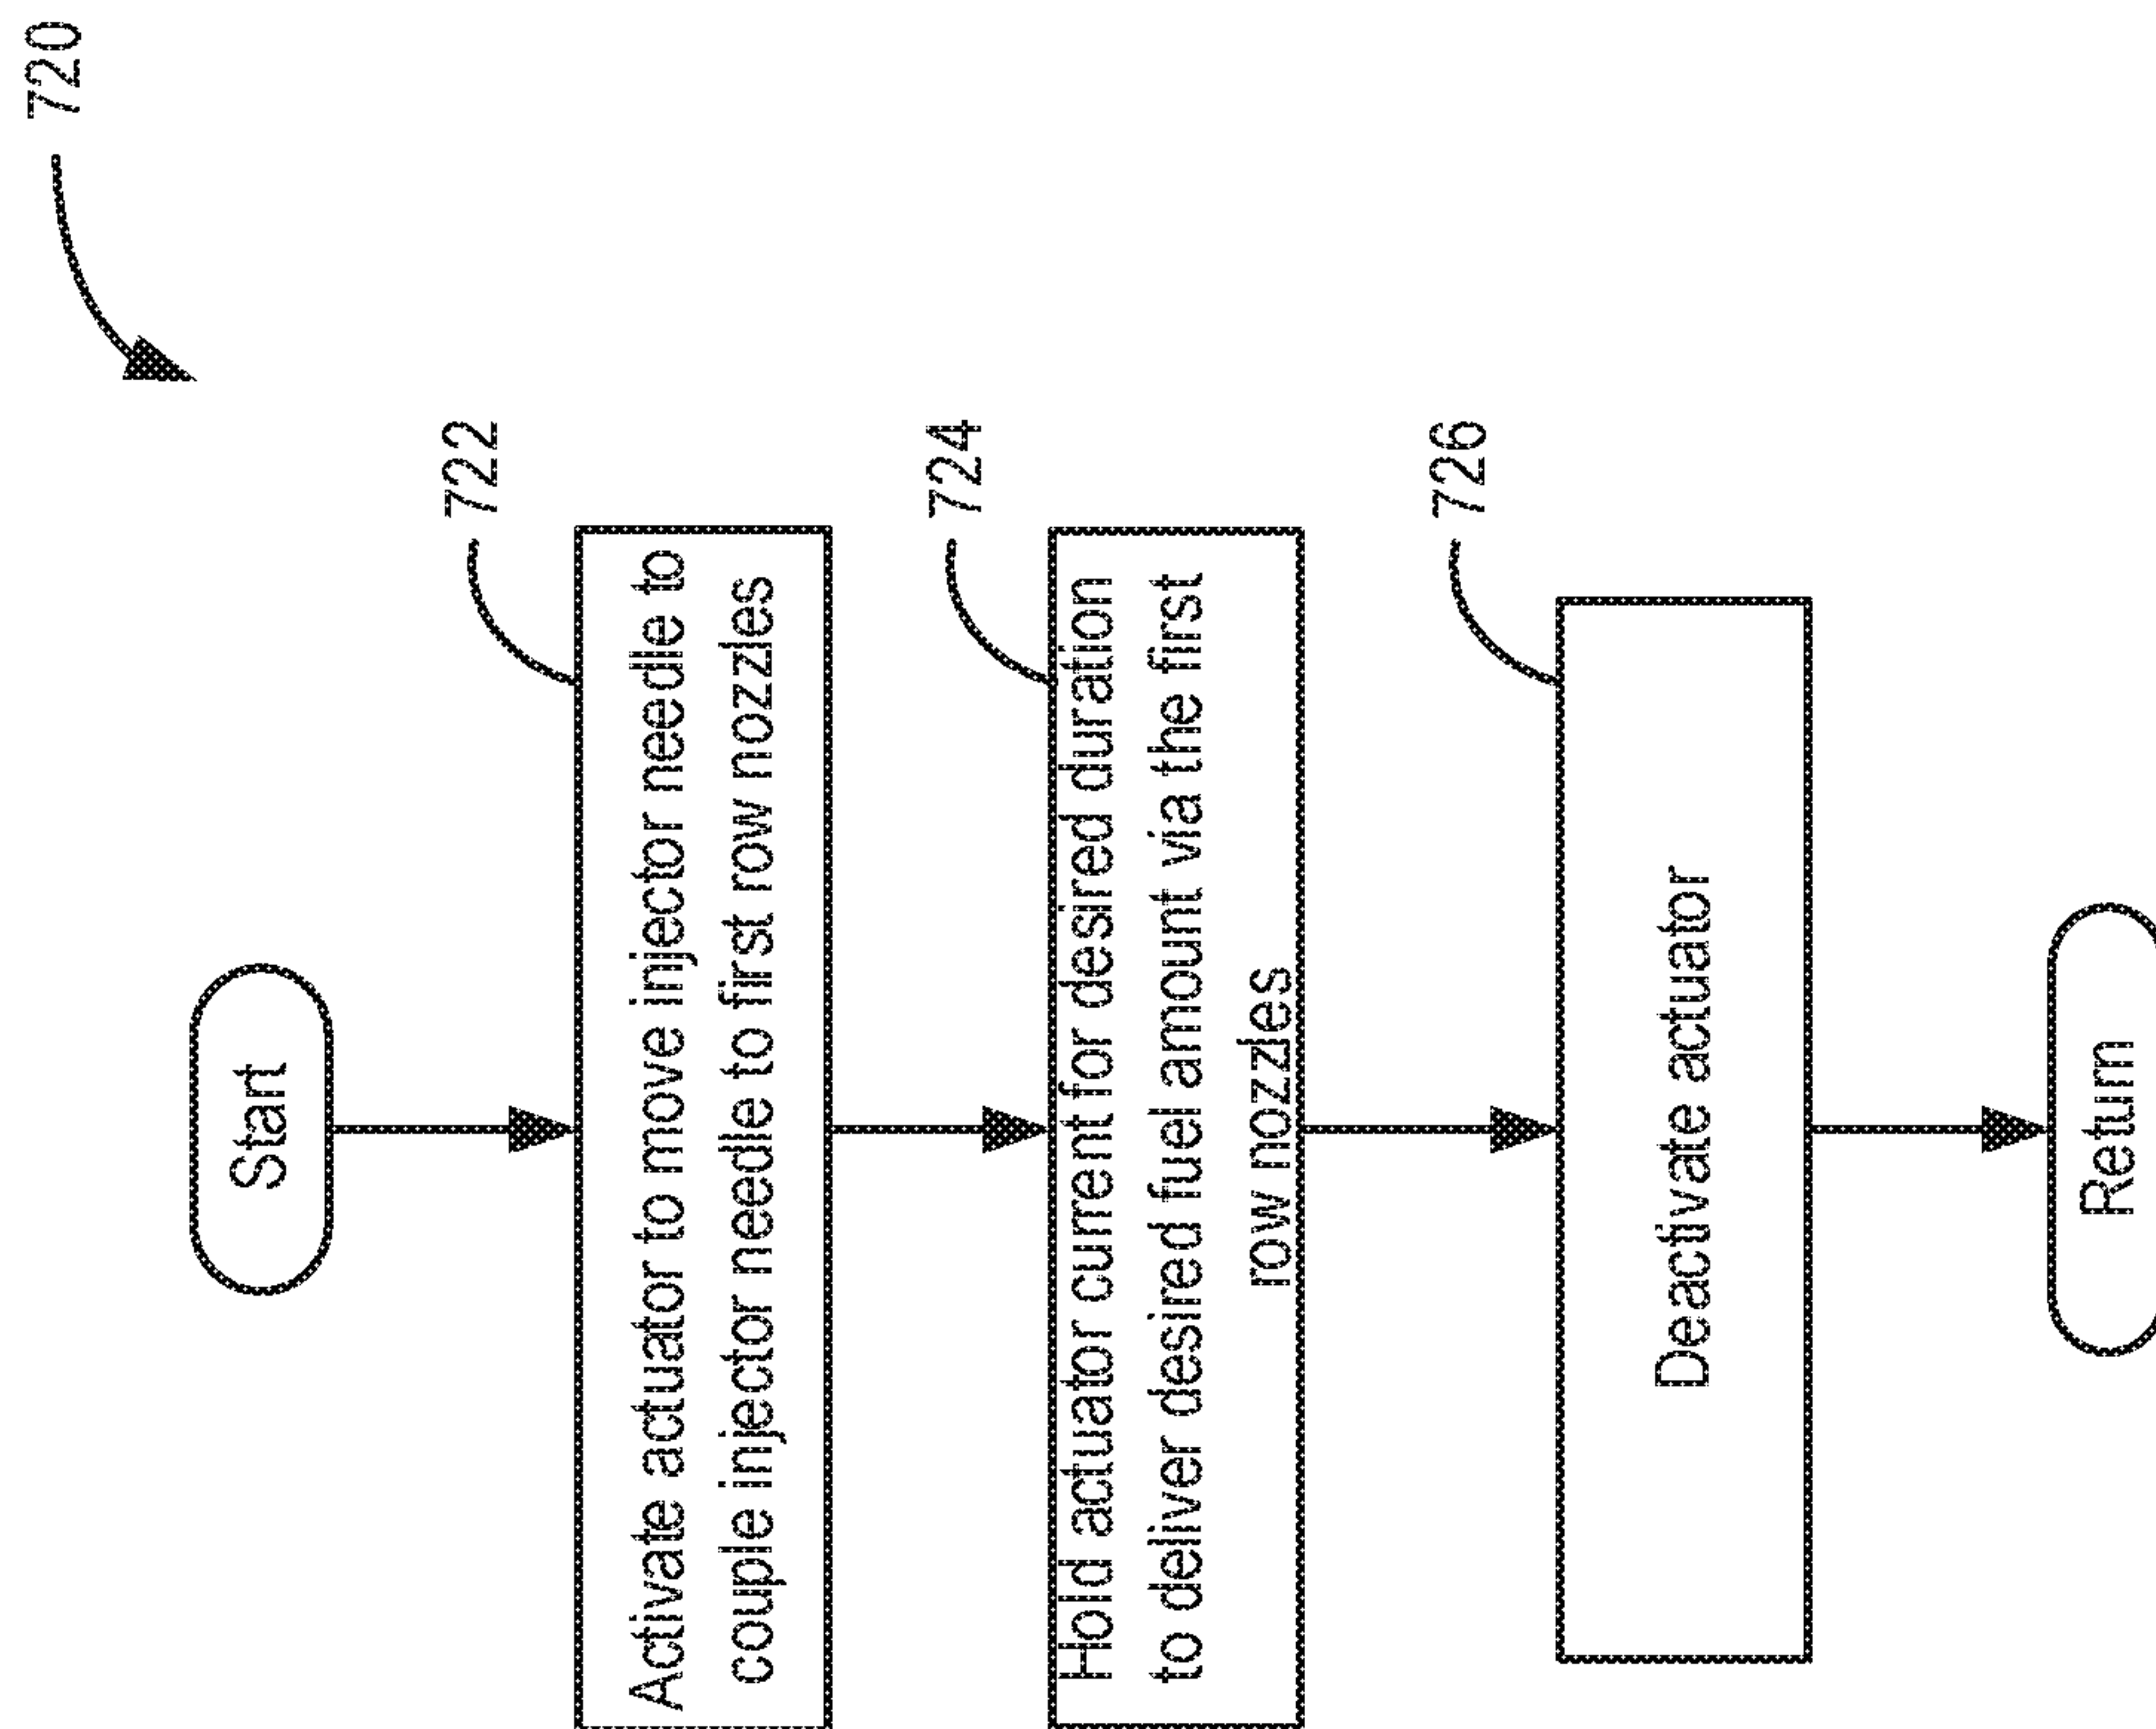 720
Start
722
Activate actuator to move injector needle to
couple injector needle to first row nozzles
724
Hold actuator current for desired duration
to deliver desired fuel amount via the first
row nozzles
726
Deactivate actuator
Return